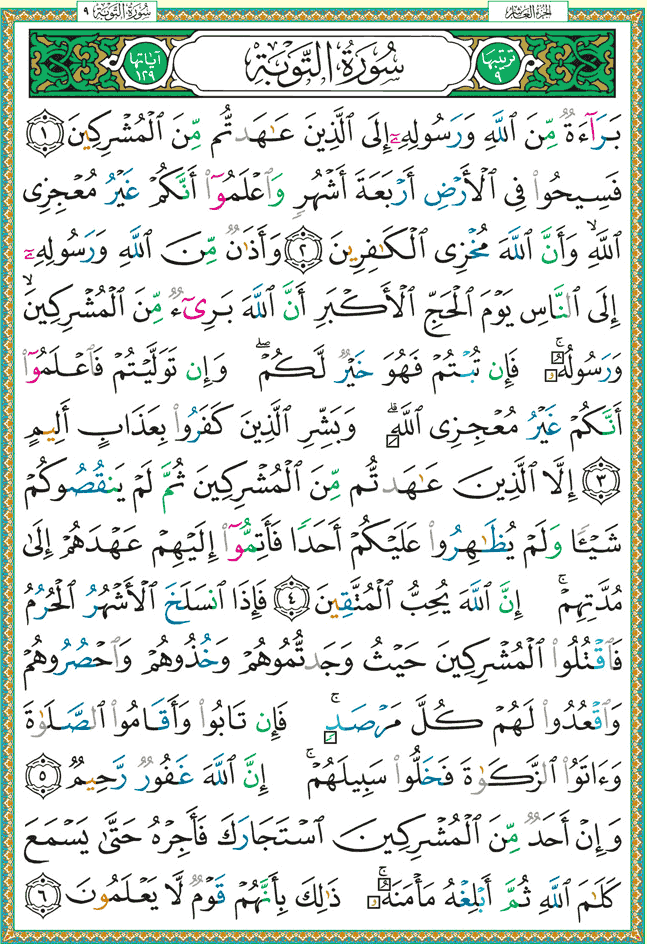 الجزء العاشر
سُورَةُ التَّوْبَةِ ٩
ترتيبها ٩
سُورَةُ التَّوْبَةِ
آياتها ١٢٩
بَرَآءَةٌ مِّنَ ٱللَّهِ وَرَسُولِهِۦٓ إِلَى ٱلَّذِينَ عَٰهَدتُّم مِّنَ ٱلْمُشْرِكِينَ ١
فَسِيحُوا۟ فِى ٱلْأَرْضِ أَرْبَعَةَ أَشْهُرٍ وَٱعْلَمُوٓا۟ أَنَّكُمْ غَيْرُ مُعْجِزِى
ٱللَّهِ ۙ وَأَنَّ ٱللَّهَ مُخْزِى ٱلْكَٰفِرِينَ ٢ وَأَذَٰنٌ مِّنَ ٱللَّهِ وَرَسُولِهِۦٓ
إِلَى ٱلنَّاسِ يَوْمَ ٱلْحَجِّ ٱلْأَكْبَرِ أَنَّ ٱللَّهَ بَرِىٓءٌ مِّنَ ٱلْمُشْرِكِينَ ۙ
وَرَسُولُهُۥ ۚ فَإِن تُبْتُمْ فَهُوَ خَيْرٌ لَّكُمْ ۖ وَإِن تَوَلَّيْتُمْ فَٱعْلَمُوٓا۟
أَنَّكُمْ غَيْرُ مُعْجِزِى ٱللَّهِ ۗ وَبَشِّرِ ٱلَّذِينَ كَفَرُوا۟ بِعَذَابٍ أَلِيمٍ
٣ إِلَّا ٱلَّذِينَ عَٰهَدتُّم مِّنَ ٱلْمُشْرِكِينَ ثُمَّ لَمْ يَنقُصُوكُمْ
شَيْـًٔا وَلَمْ يُظَٰهِرُوا۟ عَلَيْكُمْ أَحَدًا فَأَتِمُّوٓا۟ إِلَيْهِمْ عَهْدَهُمْ إِلَىٰ
مُدَّتِهِمْ ۚ إِنَّ ٱللَّهَ يُحِبُّ ٱلْمُتَّقِينَ ٤ فَإِذَا ٱنسَلَخَ ٱلْأَشْهُرُ ٱلْحُرُمُ
فَٱقْتُلُوا۟ ٱلْمُشْرِكِينَ حَيْثُ وَجَدتُّمُوهُمْ وَخُذُوهُمْ وَٱحْصُرُوهُمْ
وَٱقْعُدُوا۟ لَهُمْ كُلَّ مَرْصَدٍ ۚ فَإِن تَابُوا۟ وَأَقَامُوا۟ ٱلصَّلَوٰةَ
وَءَاتَوُا۟ ٱلزَّكَوٰةَ فَخَلُّوا۟ سَبِيلَهُمْ ۚ إِنَّ ٱللَّهَ غَفُورٌ رَّحِيمٌ ٥
وَإِنْ أَحَدٌ مِّنَ ٱلْمُشْرِكِينَ ٱسْتَجَارَكَ فَأَجِرْهُ حَتَّىٰ يَسْمَعَ
كَلَٰمَ ٱللَّهِ ثُمَّ أَبْلِغْهُ مَأْمَنَهُۥ ۚ ذَٰلِكَ بِأَنَّهُمْ قَوْمٌ لَّا يَعْلَمُونَ ٦